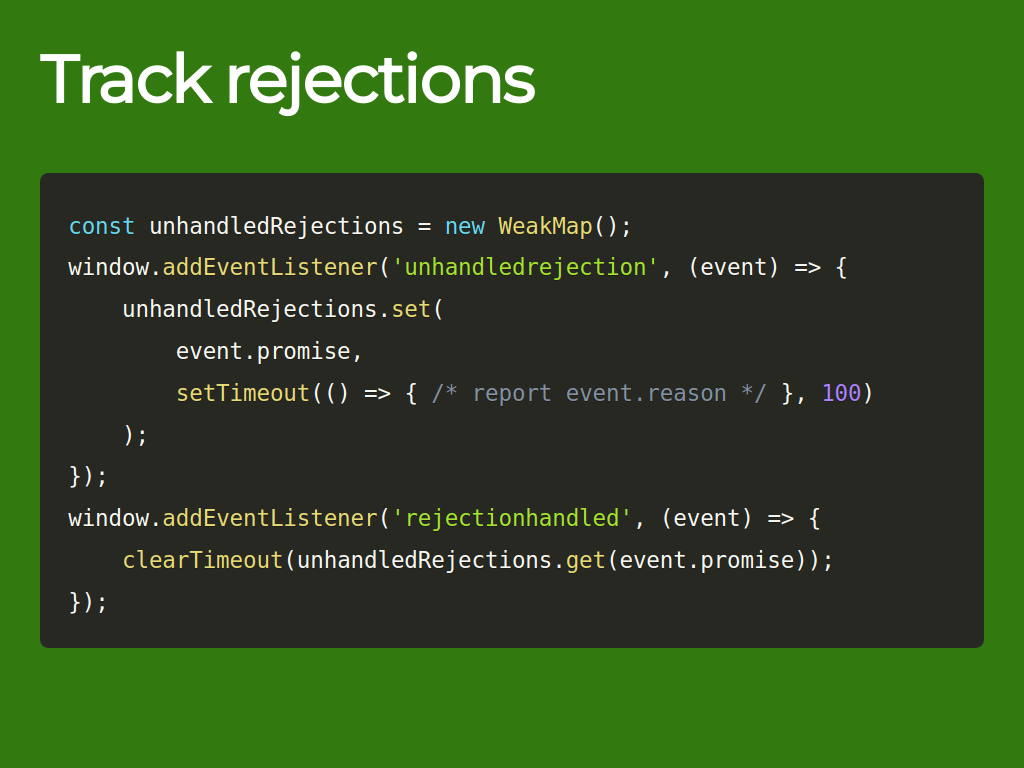 Track rejections
const unhandledRejections = new WeakMap();
window.addEventListener('unhandledrejection', (event) => {
    unhandledRejections.set(
        event.promise,
        setTimeout(() => { /* report event.reason */ }, 100)
    );
});
window.addEventListener('rejectionhandled', (event) => {
    clearTimeout(unhandledRejections.get(event.promise));
});